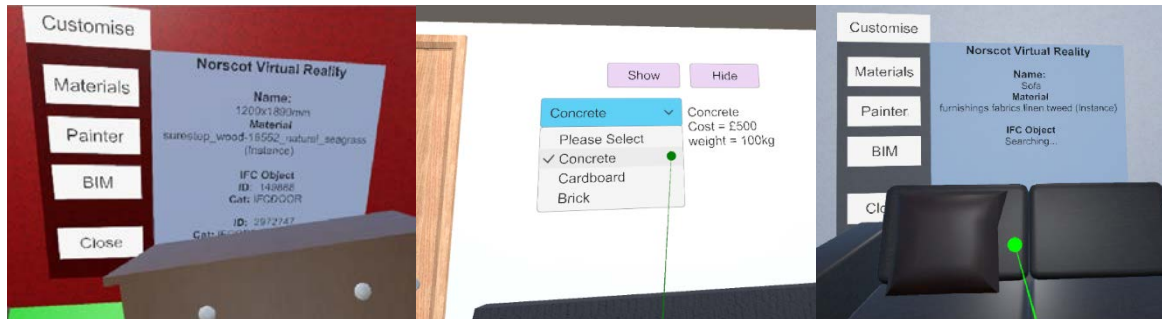 Customise
Materials
Painter
BIM
Close
Norscot Virtual Reality
Name:
1200x1890mm
Material
surestep_wood-18552_natural_seagrass
(Instance)
IFC Object
ID: 149888
Cat: IFCDOOR
ID: 2972747
Show
Hide
Concrete
Please Select
Concrete
Cardboard
Brick
Concrete
Cost = £500
weight = 100kg
Customise
Materials
Painter
BIM
Norscot Virtual Reality
Name:
Sofa
Material
furnishings fabrics linen tweed (Instance)
IFC Object
Searching...